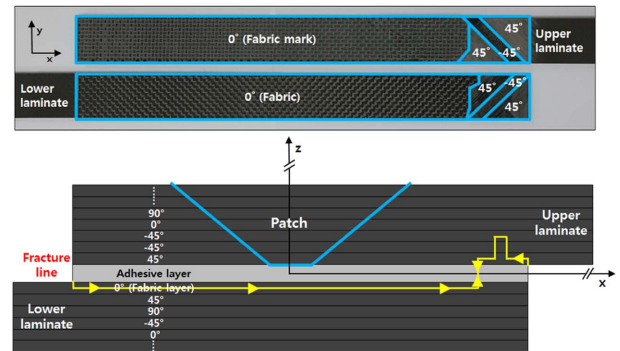 y
x
0° (Fabric mark)
45°
45°
-45°
Upper
laminate
Lower
laminate
0° (Fabric)
45°
-45°
45°
z
90°
0°
-45°
-45°
45°
Patch
Upper
laminate
Fracture
line
Adhesive layer
x
0° (Fabric layer)
45°
90°
-45°
0°
Lower
laminate